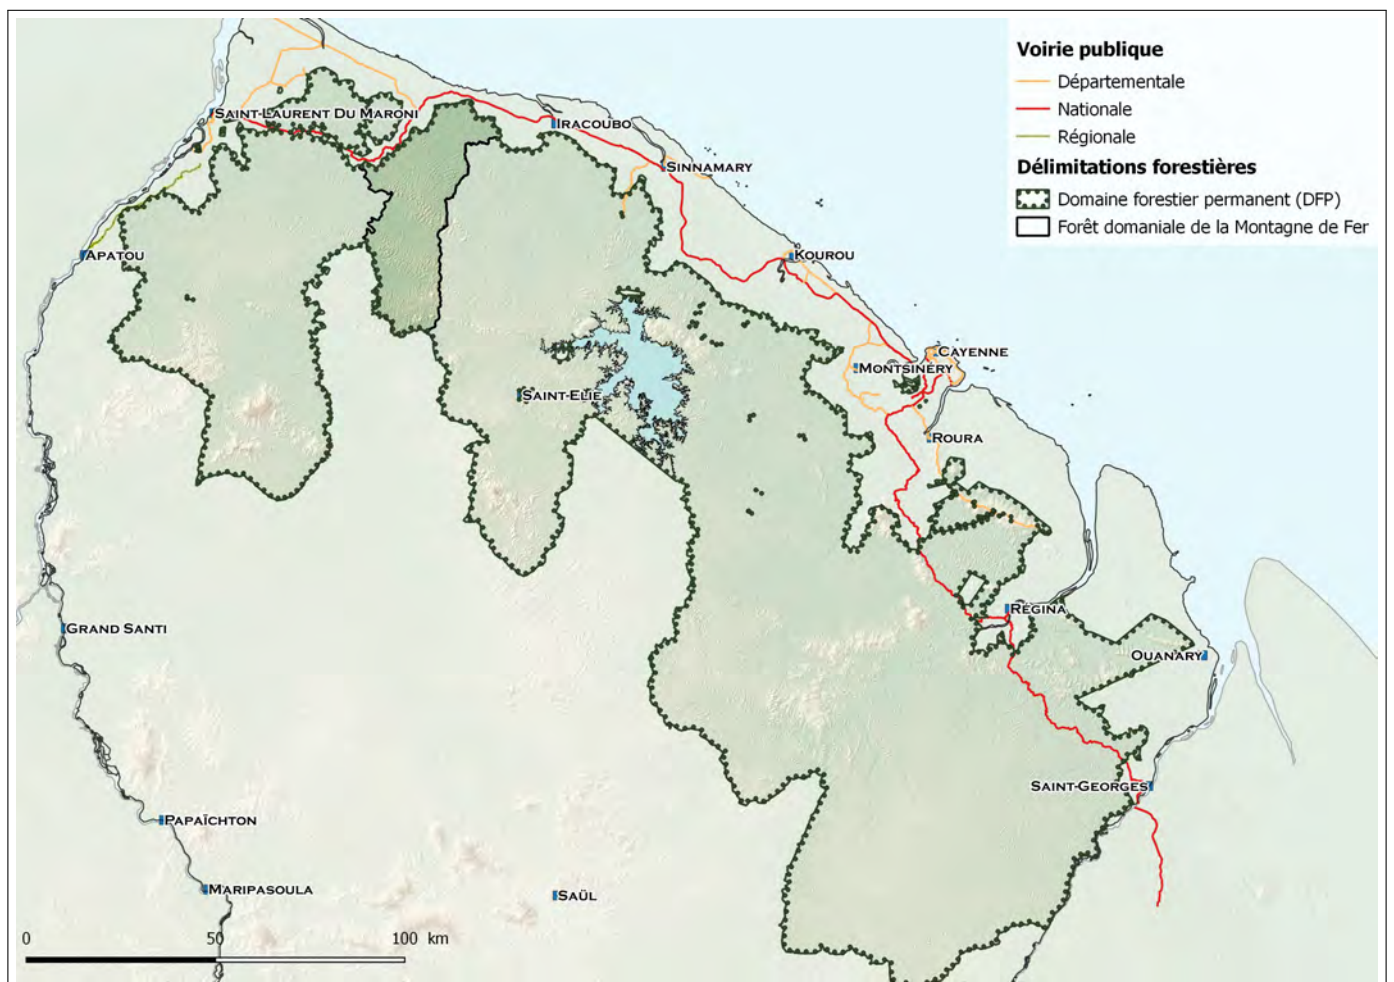 Voirie publique
Départementale
Nationale
Régionale
Délimitations forestières
Domaine forestier permanent (DFP)
Forêt domaniale de la Montagne de Fer
SAINT-LAURENT DU MARONI
IRACOUBO
SINNAMARY
APATOU
KOUROU
CAYENNE
MONTSINÉRY
SAINT-ELIE
ROURA
RÉGINA
GRAND SANTI
OUANARY
SAINT-GEORGES
PAPAÏCHTON
MARIPASOULA
SAÜL
0 50 100 km